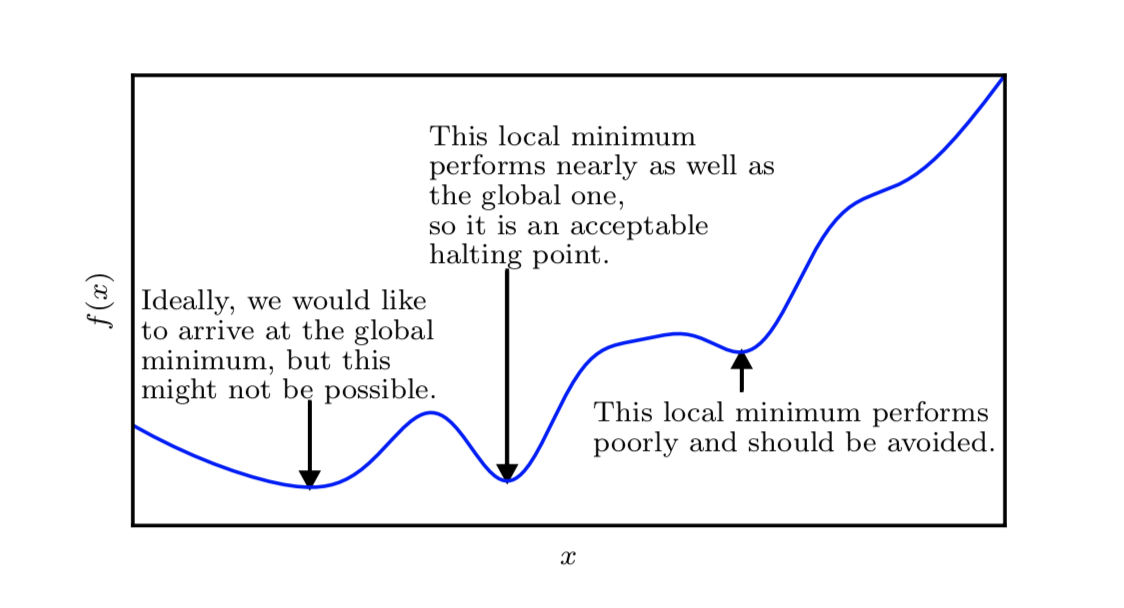 This local minimum
performs nearly as well as
the global one,
so it is an acceptable
halting point.
Ideally, we would like
to arrive at the global
minimum, but this
might not be possible.
This local minimum performs
poorly and should be avoided.
f(x)
x